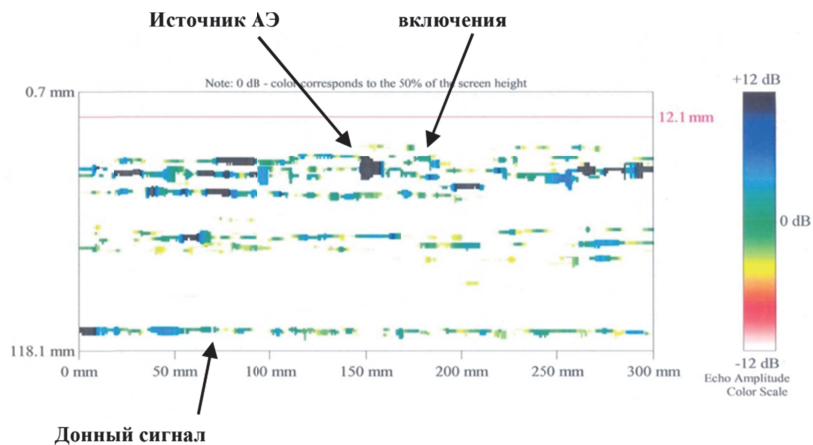 Источник АЭ
включения
Note: 0 dB - color corresponds to the 50% of the screen height
+12 dB
0.7 mm
12.1 mm
0 dB
118.1 mm
-12 dB
0 mm
50 mm
100 mm
150 mm
200 mm
250 mm
300 mm
Echo Amplitude
Color Scale
Донный сигнал